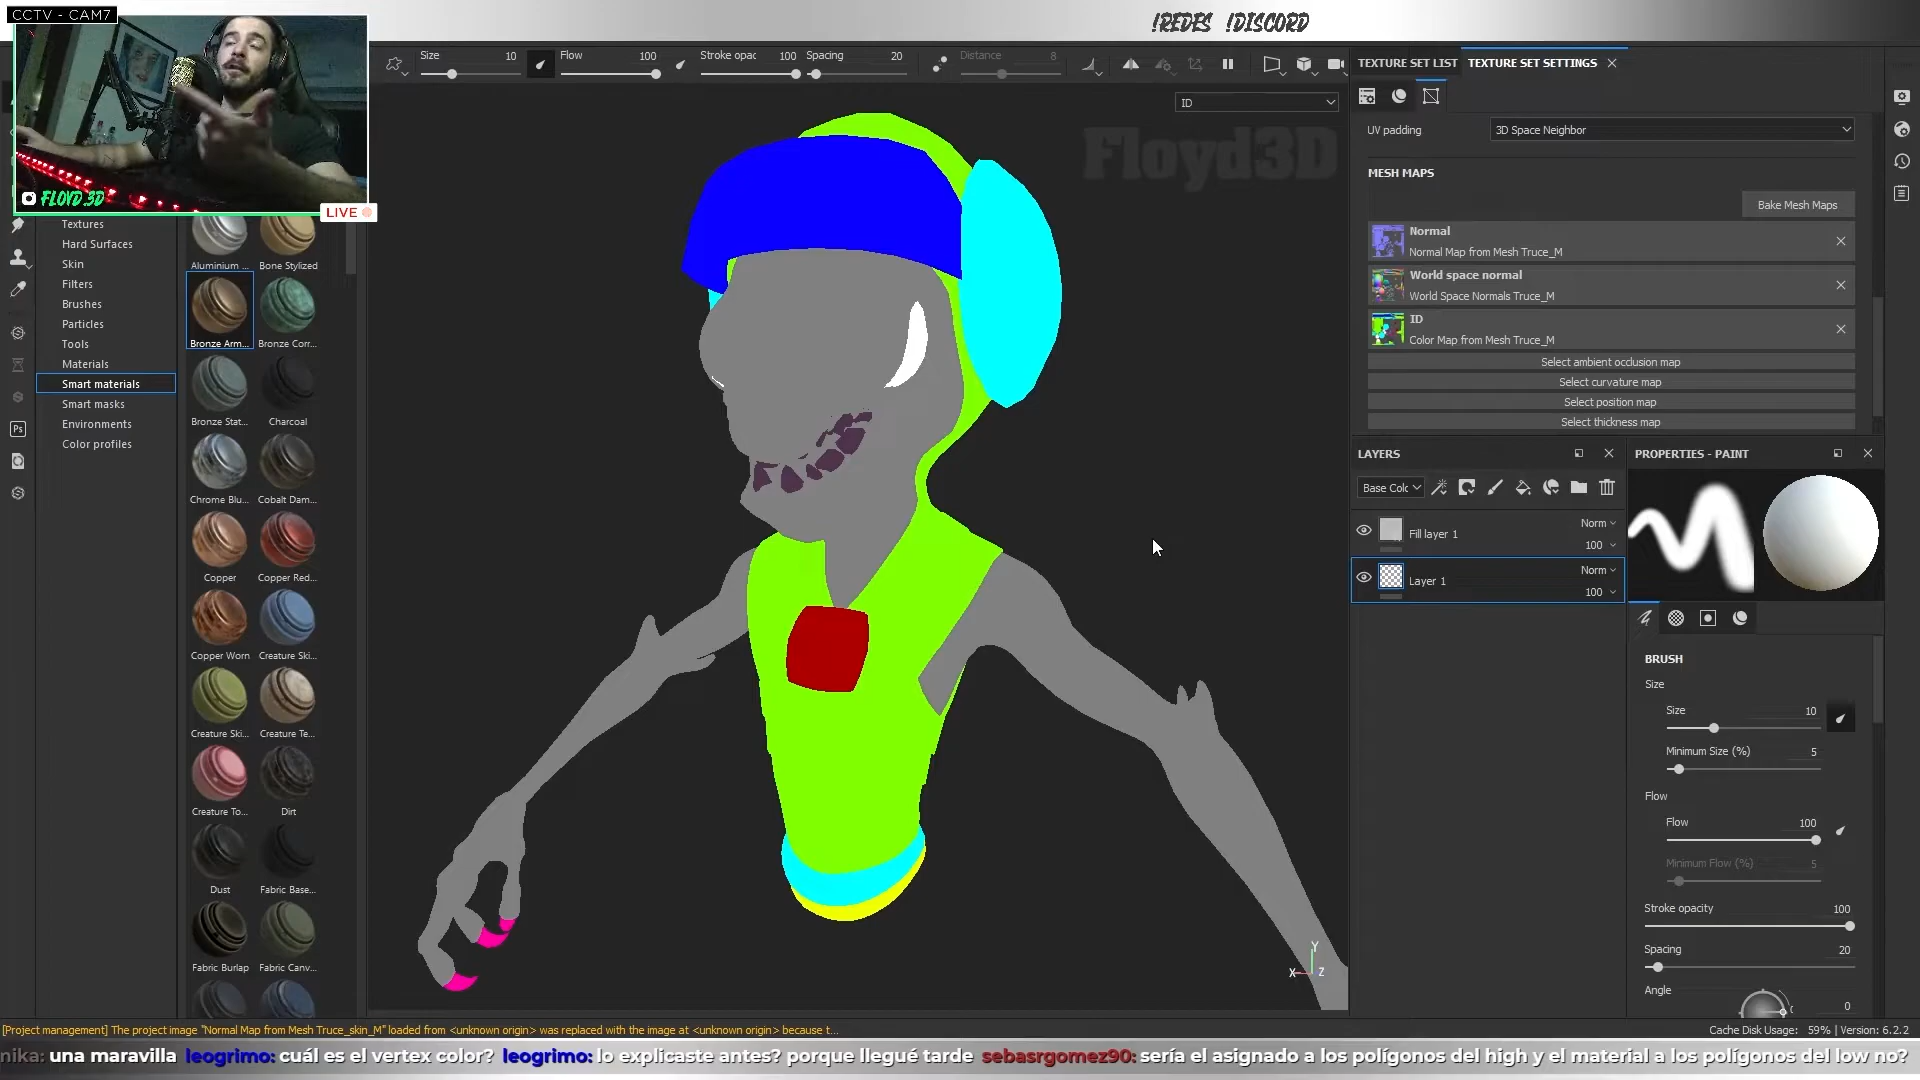 CCTV - CAM7
!REDES !DISCORD
FLOYD.3D
LIVE
Size 10
Flow 100
Stroke opac 100
Spacing 20
Distance 8
ID
Floyd3D
Textures
Hard Surfaces
Skin
Filters
Brushes
Particles
Tools
Materials
Smart materials
Smart masks
Environments
Color profiles
Ps
Aluminium ... Bone Stylized
Bronze Arm... Bronze Corr...
Bronze Stat... Charcoal
Chrome Blu... Cobalt Dam...
Copper Copper Red...
Copper Worn Creature Ski...
Creature Ski... Creature Te...
Creature To... Dirt
Dust Fabric Base...
Fabric Burlap Fabric Canv...
Y
X Z
TEXTURE SET LIST TEXTURE SET SETTINGS
UV padding 3D Space Neighbor
MESH MAPS
Bake Mesh Maps
Normal
Normal Map from Mesh Truce_M
World space normal
World Space Normals Truce_M
ID
Color Map from Mesh Truce_M
Select ambient occlusion map
Select curvature map
Select position map
Select thickness map
LAYERS
Base Colc
Fill layer 1 Norm
100
Layer 1 Norm
100
PROPERTIES - PAINT
BRUSH
Size
Size 10
Minimum Size (%) 5
Flow
Flow 100
Minimum Flow (%) 5
Stroke opacity 100
Spacing 20
Angle 0
[Project management] The project image "Normal Map from Mesh Truce_skin_M" loaded from <unknown origin> was replaced with the image at <unknown origin> because t...
Cache Disk Usage: 59% | Version: 6.2.2
nika: una maravilla leogrimo: cuál es el vertex color? leogrimo: lo explicaste antes? porque llegué tarde sebasrgomez90: sería el asignado a los polígonos del high y el material a los polígonos del low no?